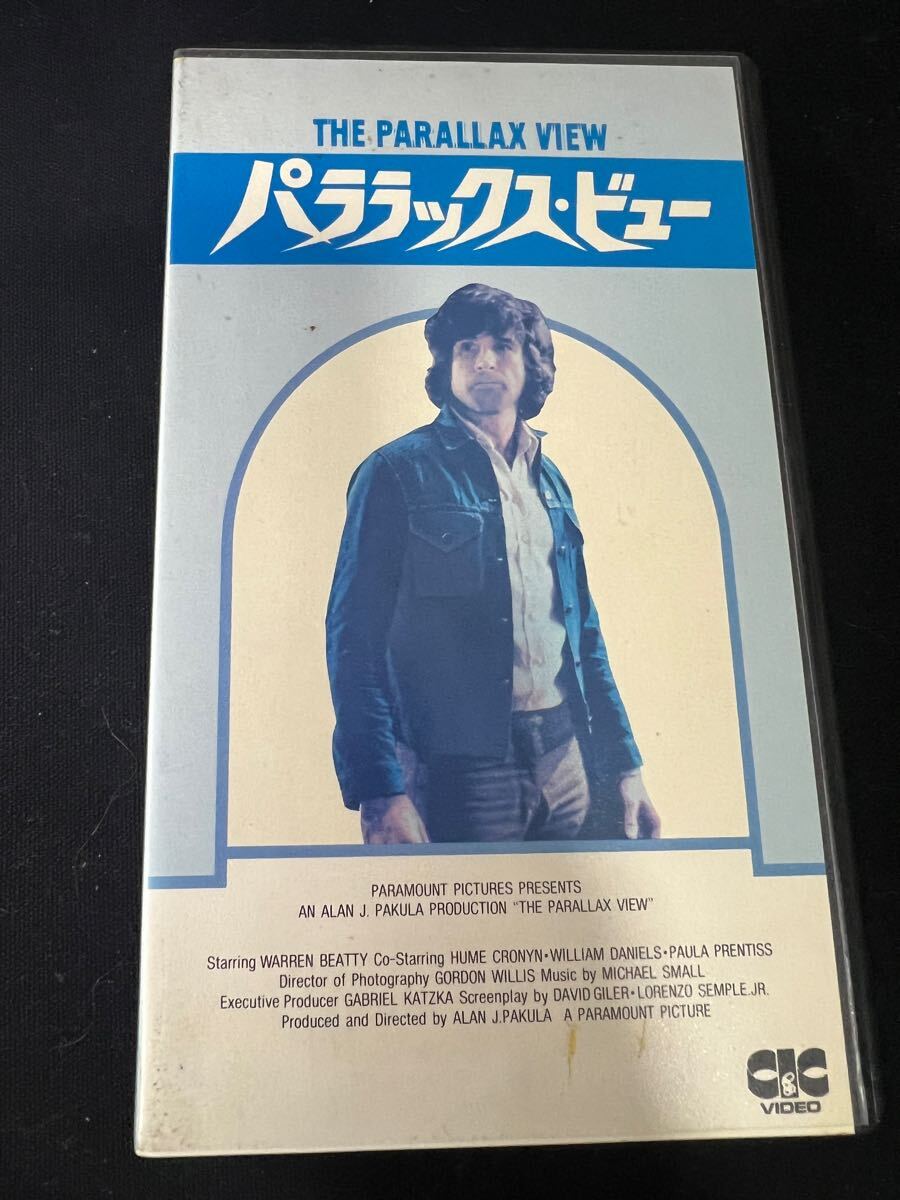 THE PARALLAX VIEW
パララックス・ビュー
PARAMOUNT PICTURES PRESENTS
AN ALAN J. PAKULA PRODUCTION "THE PARALLAX VIEW"
Starring WARREN BEATTY Co-Starring HUME CRONYN・WILLIAM DANIELS・PAULA PRENTISS
Director of Photography GORDON WILLIS Music by MICHAEL SMALL
Executive Producer GABRIEL KATZKA Screenplay by DAVID GILER・LORENZO SEMPLE.JR.
Produced and Directed by ALAN J.PAKULA A PARAMOUNT PICTURE
CIC
VIDEO